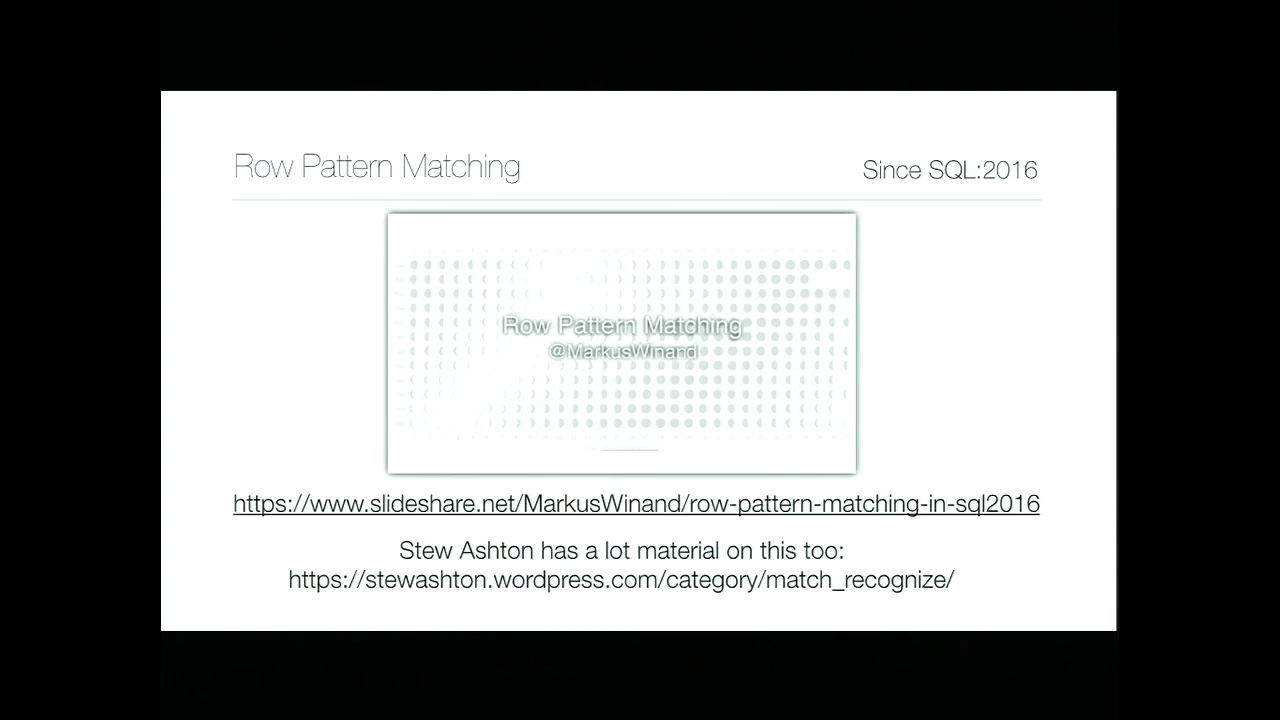 Row Pattern Matching
Since SQL:2016
Row Pattern Matching
@MarkusWinand
https://www.slideshare.net/MarkusWinand/row-pattern-matching-in-sql2016
Stew Ashton has a lot material on this too:
https://stewashton.wordpress.com/category/match_recognize/